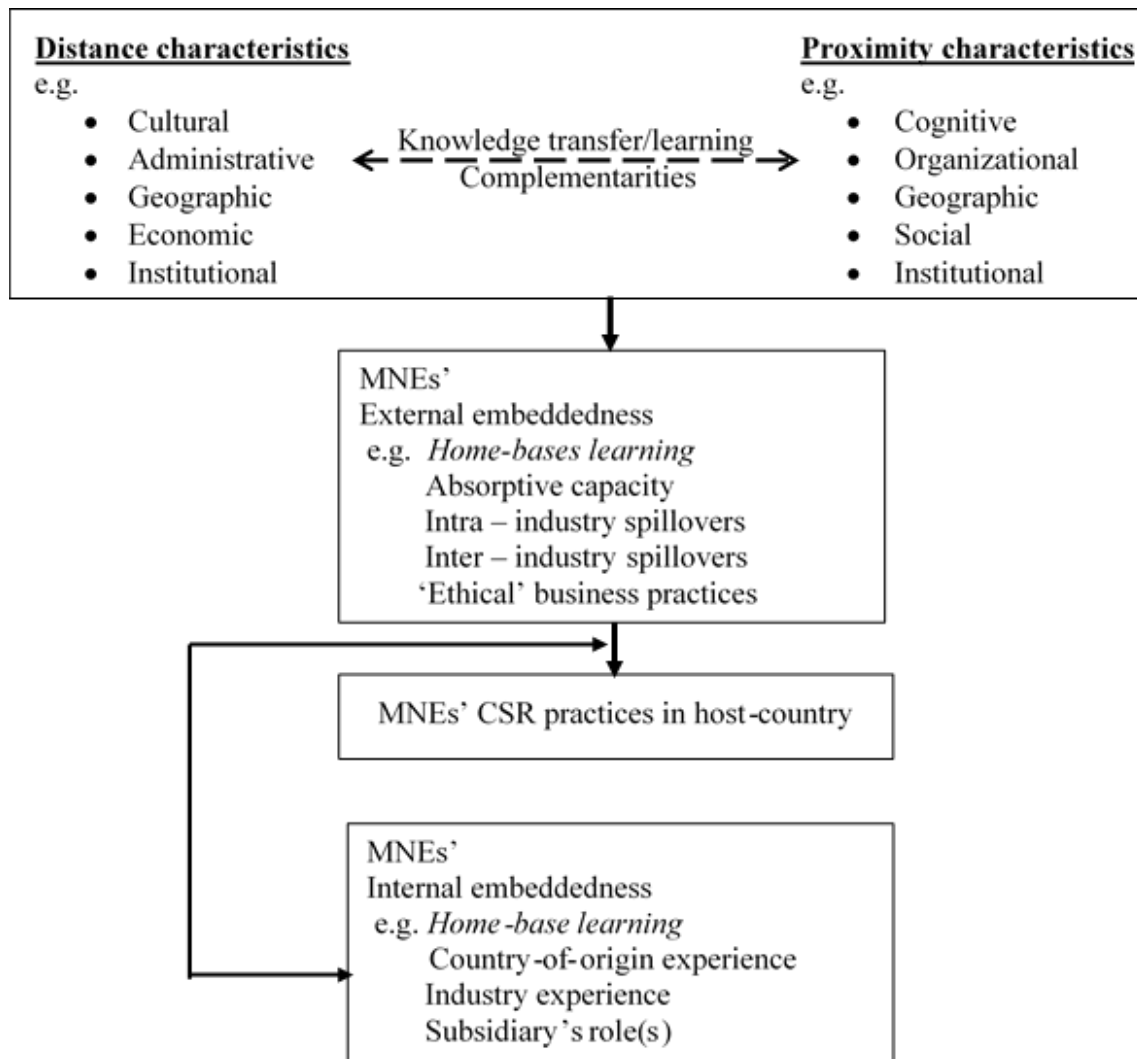 Distance characteristics
e.g.
• Cultural
• Administrative
• Geographic
• Economic
• Institutional
Knowledge transfer/learning
Complementarities
Proximity characteristics
e.g.
• Cognitive
• Organizational
• Geographic
• Social
• Institutional
MNEs’
External embeddedness
e.g. Home-bases learning
Absorptive capacity
Intra – industry spillovers
Inter – industry spillovers
‘Ethical’ business practices
MNEs’ CSR practices in host-country
MNEs’
Internal embeddedness
e.g. Home-base learning
Country-of-origin experience
Industry experience
Subsidiary’s role(s)